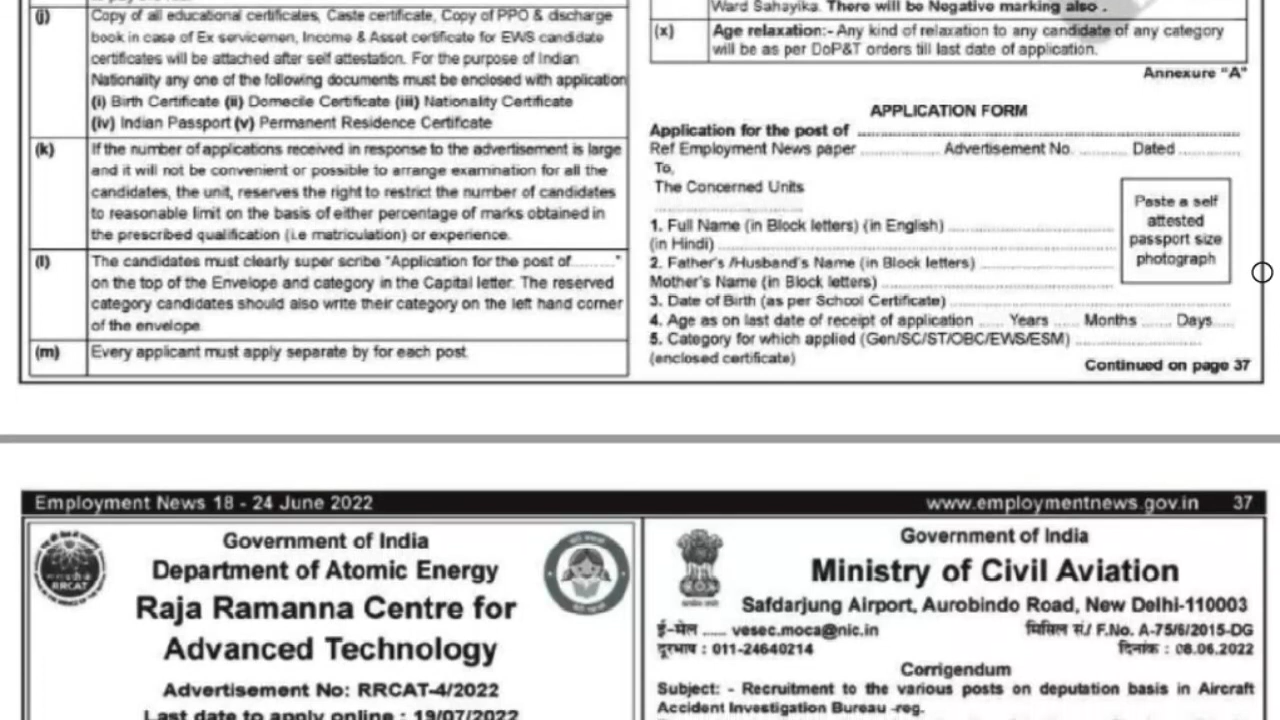 (j) Copy of all educational certificates, Caste certificate, Copy of PPO & discharge
book in case of Ex servicemen, Income & Asset certificate for EWS candidate
certificates will be attached after self attestation. For the purpose of Indian
Nationality any one of the following documents must be enclosed with application
(i) Birth Certificate (ii) Domecile Certificate (iii) Nationality Certificate
(iv) Indian Passport (v) Permanent Residence Certificate
(k) If the number of applications received in response to the advertisement is large
and it will not be convenient or possible to arrange examination for all the
candidates, the unit, reserves the right to restrict the number of candidates
to reasonable limit on the basis of either percentage of marks obtained in
the prescribed qualification (i.e matriculation) or experience.
(l) The candidates must clearly super scribe "Application for the post of........."
on the top of the Envelope and category in the Capital letter. The reserved
category candidates should also write their category on the left hand corner
of the envelope.
(m) Every applicant must apply separate by for each post.
Ward Sahayika. There will be Negative marking also .
(x) Age relaxation:- Any kind of relaxation to any candidate of any category
will be as per DoP&T orders till last date of application.
Annexure "A"
APPLICATION FORM
Application for the post of ..............................
Ref Employment News paper ............ Advertisement No. ......... Dated ...........
To,
The Concerned Units
..............................
1. Full Name (in Block letters) (in English) ..............................
(in Hindi) ..............................
2. Father's /Husband's Name (in Block letters) ..............................
Mother's Name (in Block letters) ..............................
3. Date of Birth (as per School Certificate) ..............................
4. Age as on last date of receipt of application ...... Years ...... Months ....... Days.....
5. Category for which applied (Gen/SC/ST/OBC/EWS/ESM) ..............................
(enclosed certificate)
Paste a self
attested
passport size
photograph
Continued on page 37
Employment News 18 - 24 June 2022 www.employmentnews.gov.in 37
RRCAT
Government of India
Department of Atomic Energy
Raja Ramanna Centre for
Advanced Technology
Advertisement No: RRCAT-4/2022
Last date to apply online : 19/07/2022
Government of India
Ministry of Civil Aviation
Safdarjung Airport, Aurobindo Road, New Delhi-110003
ई-मेल ..... vesec.moca@nic.in मिसिल सं./ F.No. A-75/6/2015-DG
दूरभाष : 011-24640214 दिनांक : 08.06.2022
Corrigendum
Subject: - Recruitment to the various posts on deputation basis in Aircraft
Accident Investigation Bureau -reg.